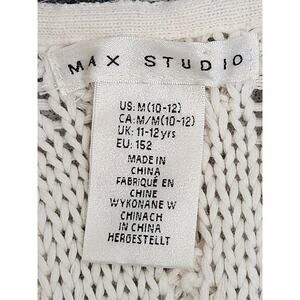 MAX STUDIO
US: M(10-12)
CA: M/M(10-12)
UK: 11-12 yrs
EU: 152
MADE IN
CHINA
FABRIQUÉ EN
CHINE
WYKONANE W
CHINACH
IN CHINA
HERGESTELLT